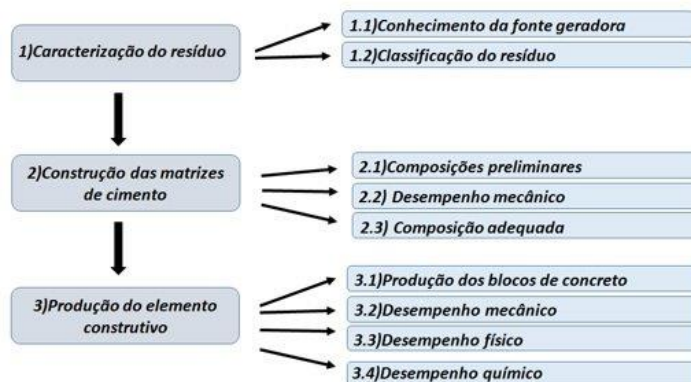 1)Caracterização do resíduo
1.1)Conhecimento da fonte geradora
1.2)Classificação do resíduo
2)Construção das matrizes
de cimento
2.1)Composições preliminares
2.2) Desempenho mecânico
2.3) Composição adequada
3)Produção do elemento
construtivo
3.1)Produção dos blocos de concreto
3.2)Desempenho mecânico
3.3)Desempenho físico
3.4)Desempenho químico